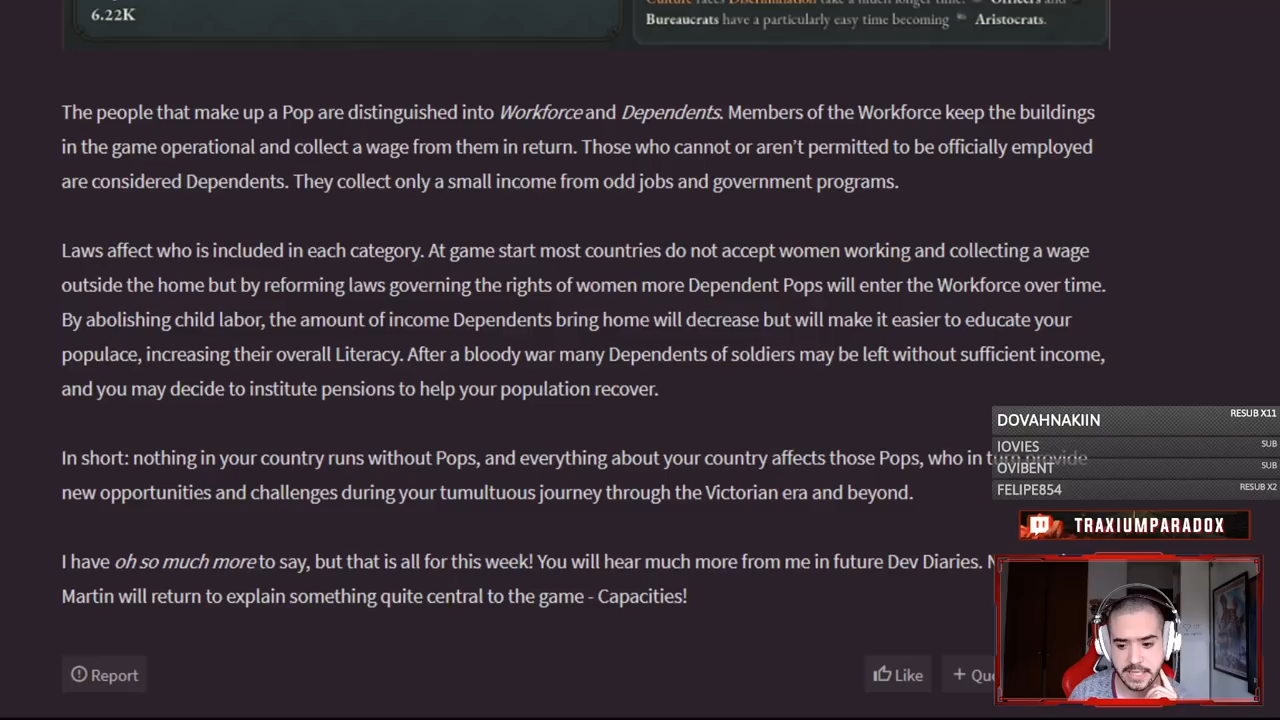 6.22K
Bureaucrats have a particularly easy time becoming Aristocrats.
The people that make up a Pop are distinguished into Workforce and Dependents. Members of the Workforce keep the buildings
in the game operational and collect a wage from them in return. Those who cannot or aren't permitted to be officially employed
are considered Dependents. They collect only a small income from odd jobs and government programs.
Laws affect who is included in each category. At game start most countries do not accept women working and collecting a wage
outside the home but by reforming laws governing the rights of women more Dependent Pops will enter the Workforce over time.
By abolishing child labor, the amount of income Dependents bring home will decrease but will make it easier to educate your
populace, increasing their overall Literacy. After a bloody war many Dependents of soldiers may be left without sufficient income,
and you may decide to institute pensions to help your population recover.
In short: nothing in your country runs without Pops, and everything about your country affects those Pops, who in turn provide
new opportunities and challenges during your tumultuous journey through the Victorian era and beyond.
I have oh so much more to say, but that is all for this week! You will hear much more from me in future Dev Diaries.
Martin will return to explain something quite central to the game - Capacities!
Report
Like
+ Quo
DOVAHNAKIIN RESUB X11
IOVIES SUB
OVIBENT SUB
FELIPE854 RESUB X2
TRAXIUMPARADOX